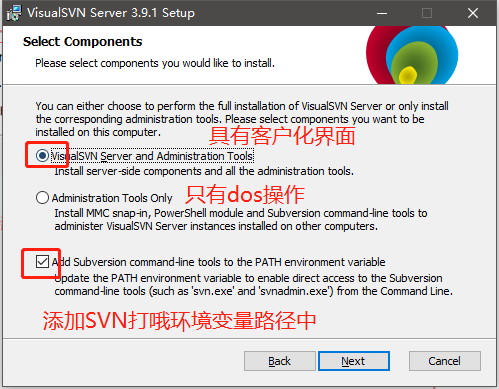 VisualSVN Server 3.9.1 Setup
Select Components
Please select components you would like to install.
You can either choose to perform the full installation of VisualSVN Server or only install
the corresponding administration tools. Please select components you want to be
installed on this computer.
具有客户化界面
VisualSVN Server and Administration Tools
Install server-side components and all the administration tools.
只有dos操作
Administration Tools Only
Install MMC snap-in, PowerShell module and Subversion command-line tools to
administer VisualSVN Server instances installed on other computers.
Add Subversion command-line tools to the PATH environment variable
Update the PATH environment variable to enable direct access to the Subversion
command-line tools (such as 'svn.exe' and 'svnadmin.exe') from the Command Line.
添加SVN打哦环境变量路径中
Back
Next
Cancel